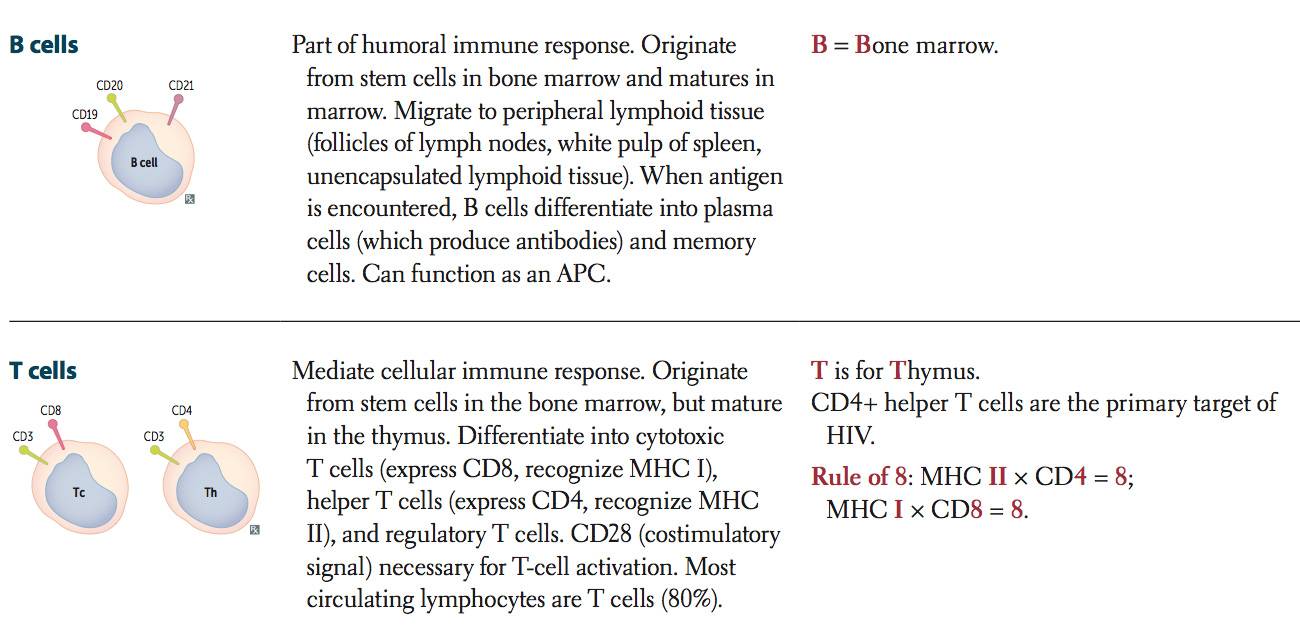 B cells
CD20
CD21
CD19
B cell
Part of humoral immune response. Originate
from stem cells in bone marrow and matures in
marrow. Migrate to peripheral lymphoid tissue
(follicles of lymph nodes, white pulp of spleen,
unencapsulated lymphoid tissue). When antigen
is encountered, B cells differentiate into plasma
cells (which produce antibodies) and memory
cells. Can function as an APC.
B = Bone marrow.
T cells
CD8
CD3
Tc
CD4
CD3
Th
Mediate cellular immune response. Originate
from stem cells in the bone marrow, but mature
in the thymus. Differentiate into cytotoxic
T cells (express CD8, recognize MHC I),
helper T cells (express CD4, recognize MHC
II), and regulatory T cells. CD28 (costimulatory
signal) necessary for T-cell activation. Most
circulating lymphocytes are T cells (80%).
T is for Thymus.
CD4+ helper T cells are the primary target of
HIV.
Rule of 8: MHC II × CD4 = 8;
MHC I × CD8 = 8.